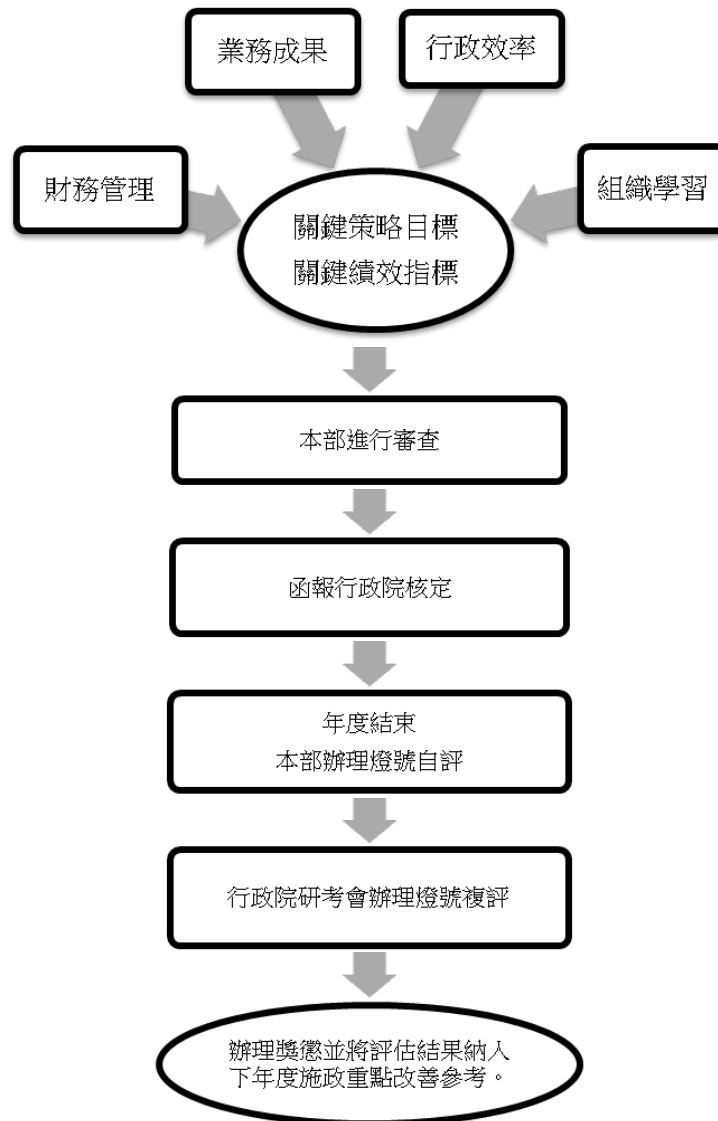 業務成果
行政效率
財務管理
組織學習
關鍵策略目標
關鍵績效指標
本部進行審查
函報行政院核定
年度結束
本部辦理燈號自評
行政院研考會辦理燈號複評
辦理獎懲並將評估結果納入
下年度施政重點改善參考。